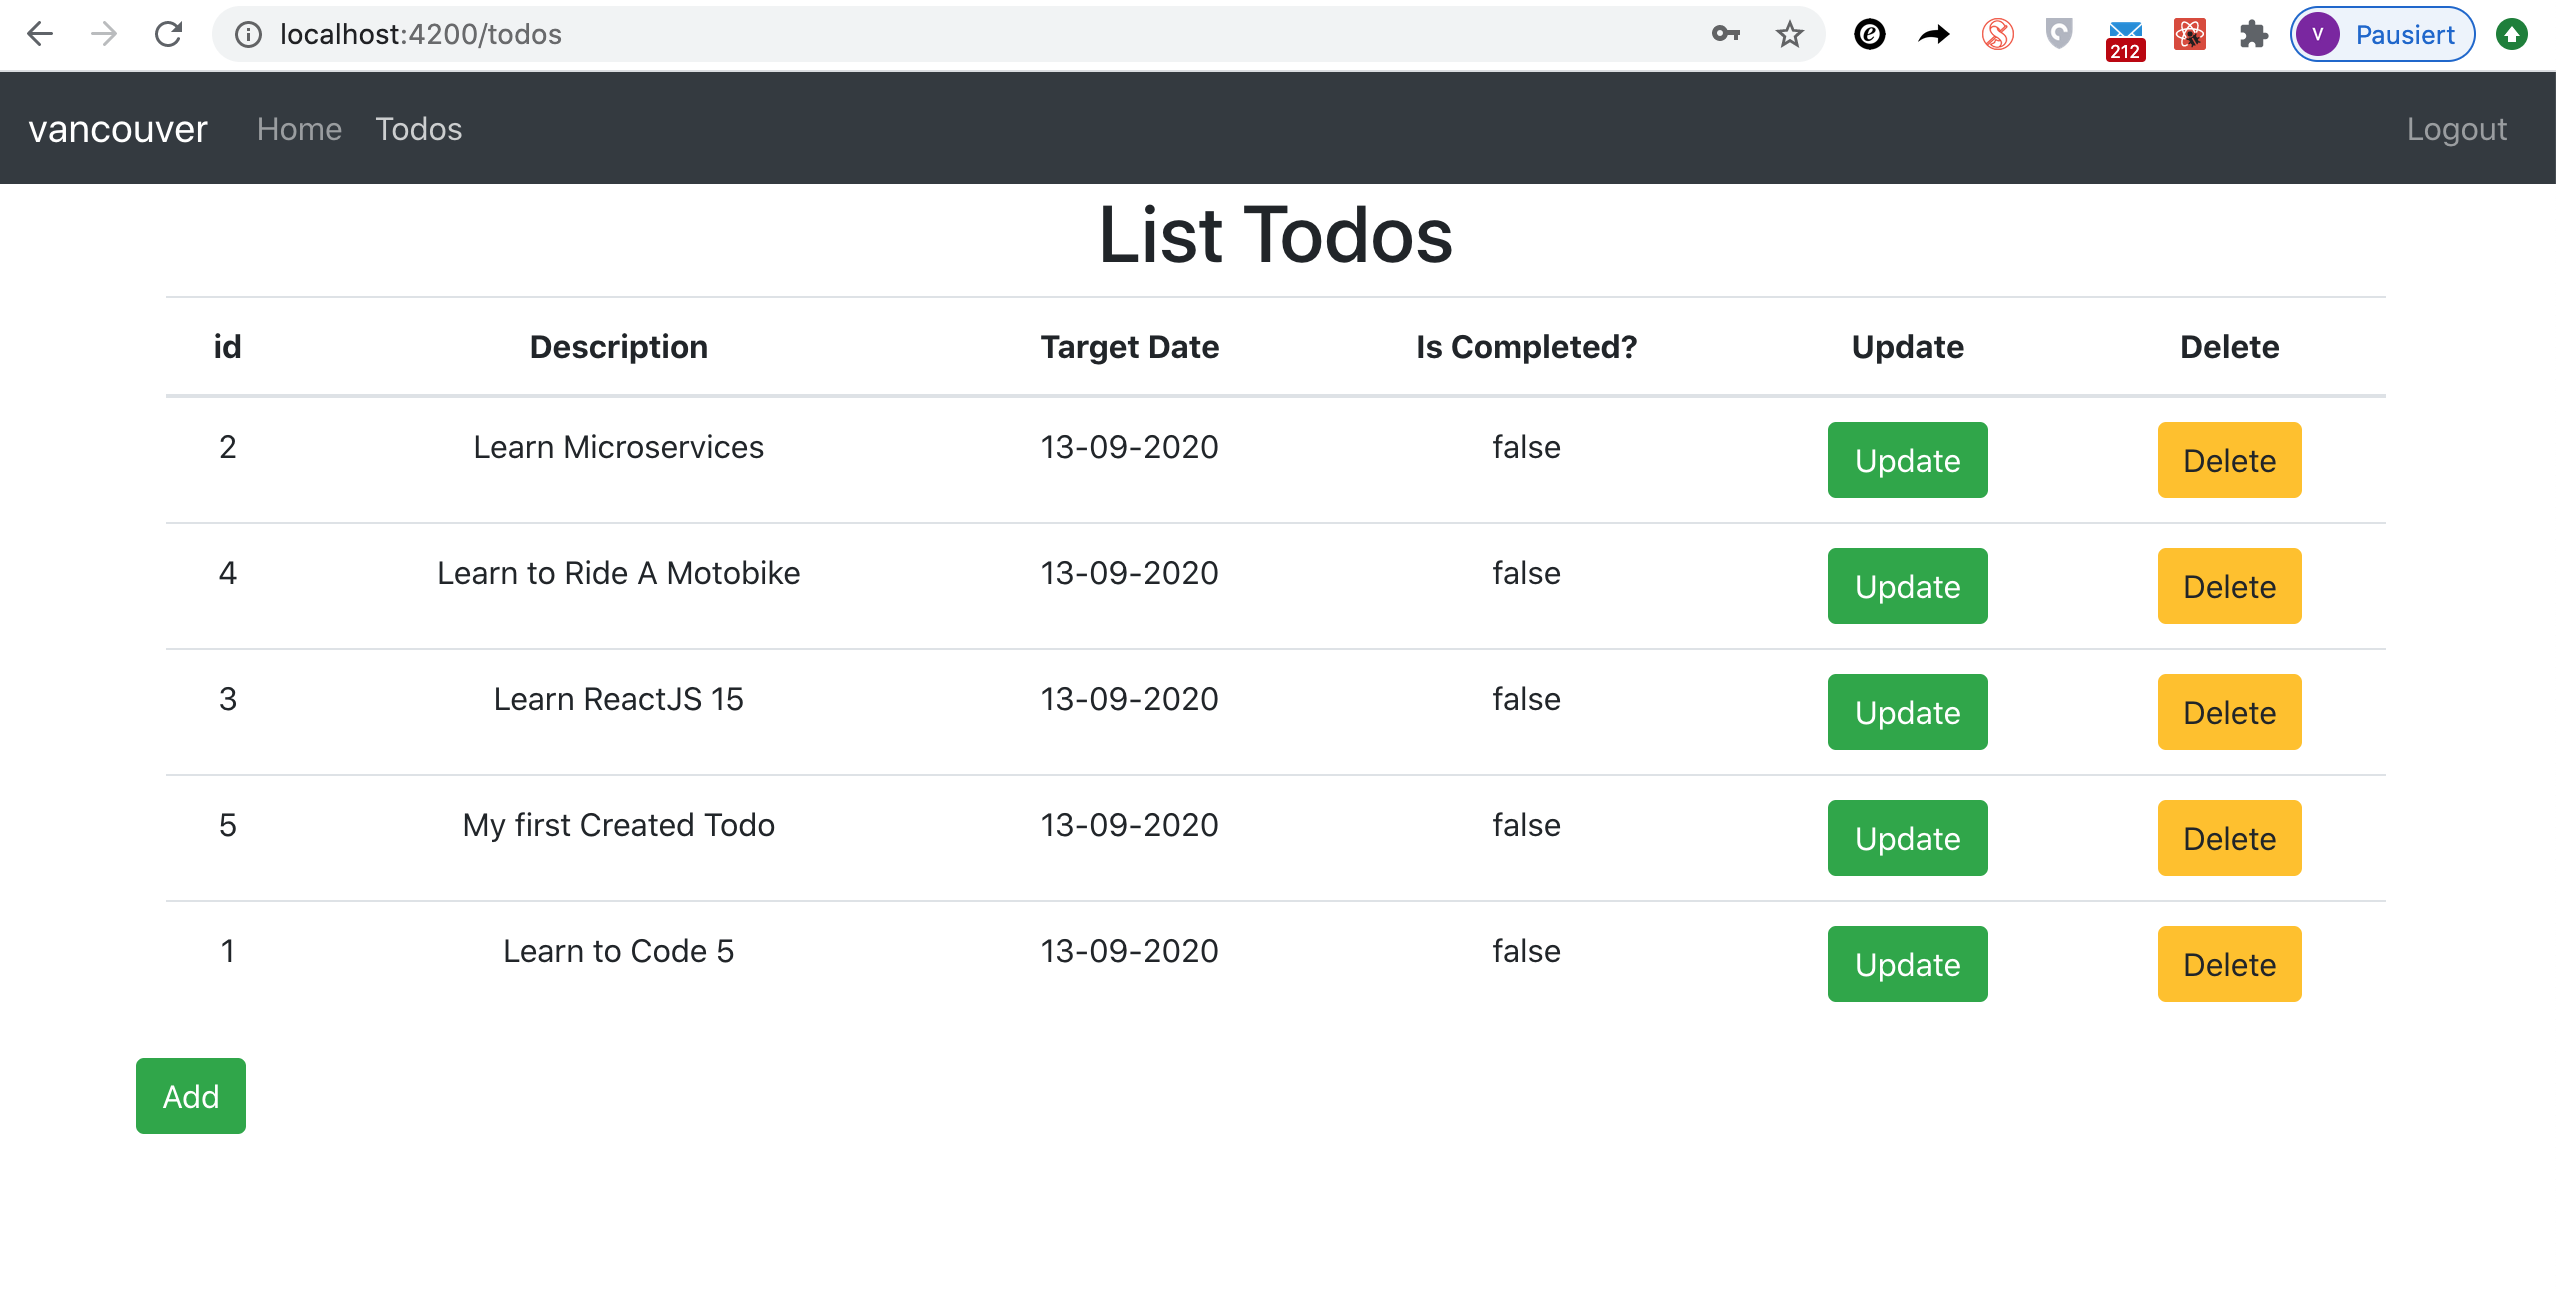 localhost:4200/todos
212
V Pausiert
vancouver Home Todos Logout
List Todos
id Description Target Date Is Completed? Update Delete
2 Learn Microservices 13-09-2020 false Update Delete
4 Learn to Ride A Motobike 13-09-2020 false Update Delete
3 Learn ReactJS 15 13-09-2020 false Update Delete
5 My first Created Todo 13-09-2020 false Update Delete
1 Learn to Code 5 13-09-2020 false Update Delete
Add